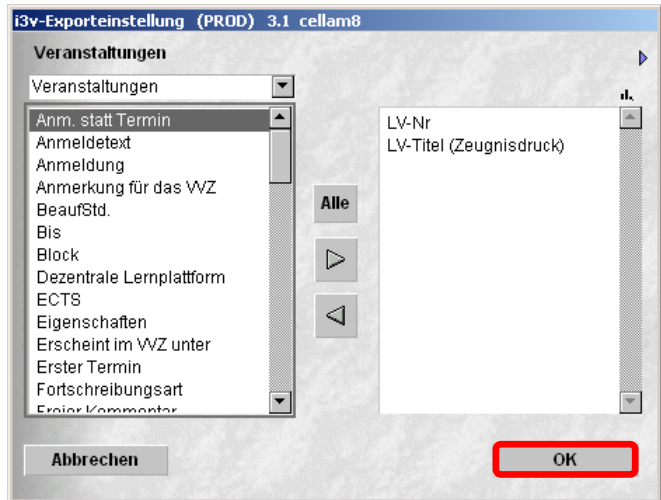 i3v-Exporteinstellung (PROD) 3.1 cellam8
Veranstaltungen
Veranstaltungen
Anm. statt Termin
Anmeldetext
Anmeldung
Anmerkung für das VVZ
BeaufStd.
Bis
Block
Dezentrale Lernplattform
ECTS
Eigenschaften
Erscheint im VVZ unter
Erster Termin
Fortschreibungsart
Freier Kommentar
Alle
LV-Nr
LV-Titel (Zeugnisdruck)
Abbrechen
OK